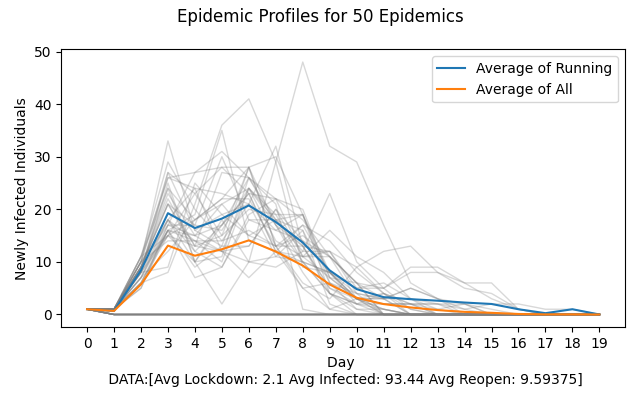 Epidemic Profiles for 50 Epidemics
Newly Infected Individuals
50
40
30
20
10
0
Average of Running
Average of All
0 1 2 3 4 5 6 7 8 9 10 11 12 13 14 15 16 17 18 19
Day
DATA:[Avg Lockdown: 2.1 Avg Infected: 93.44 Avg Reopen: 9.59375]